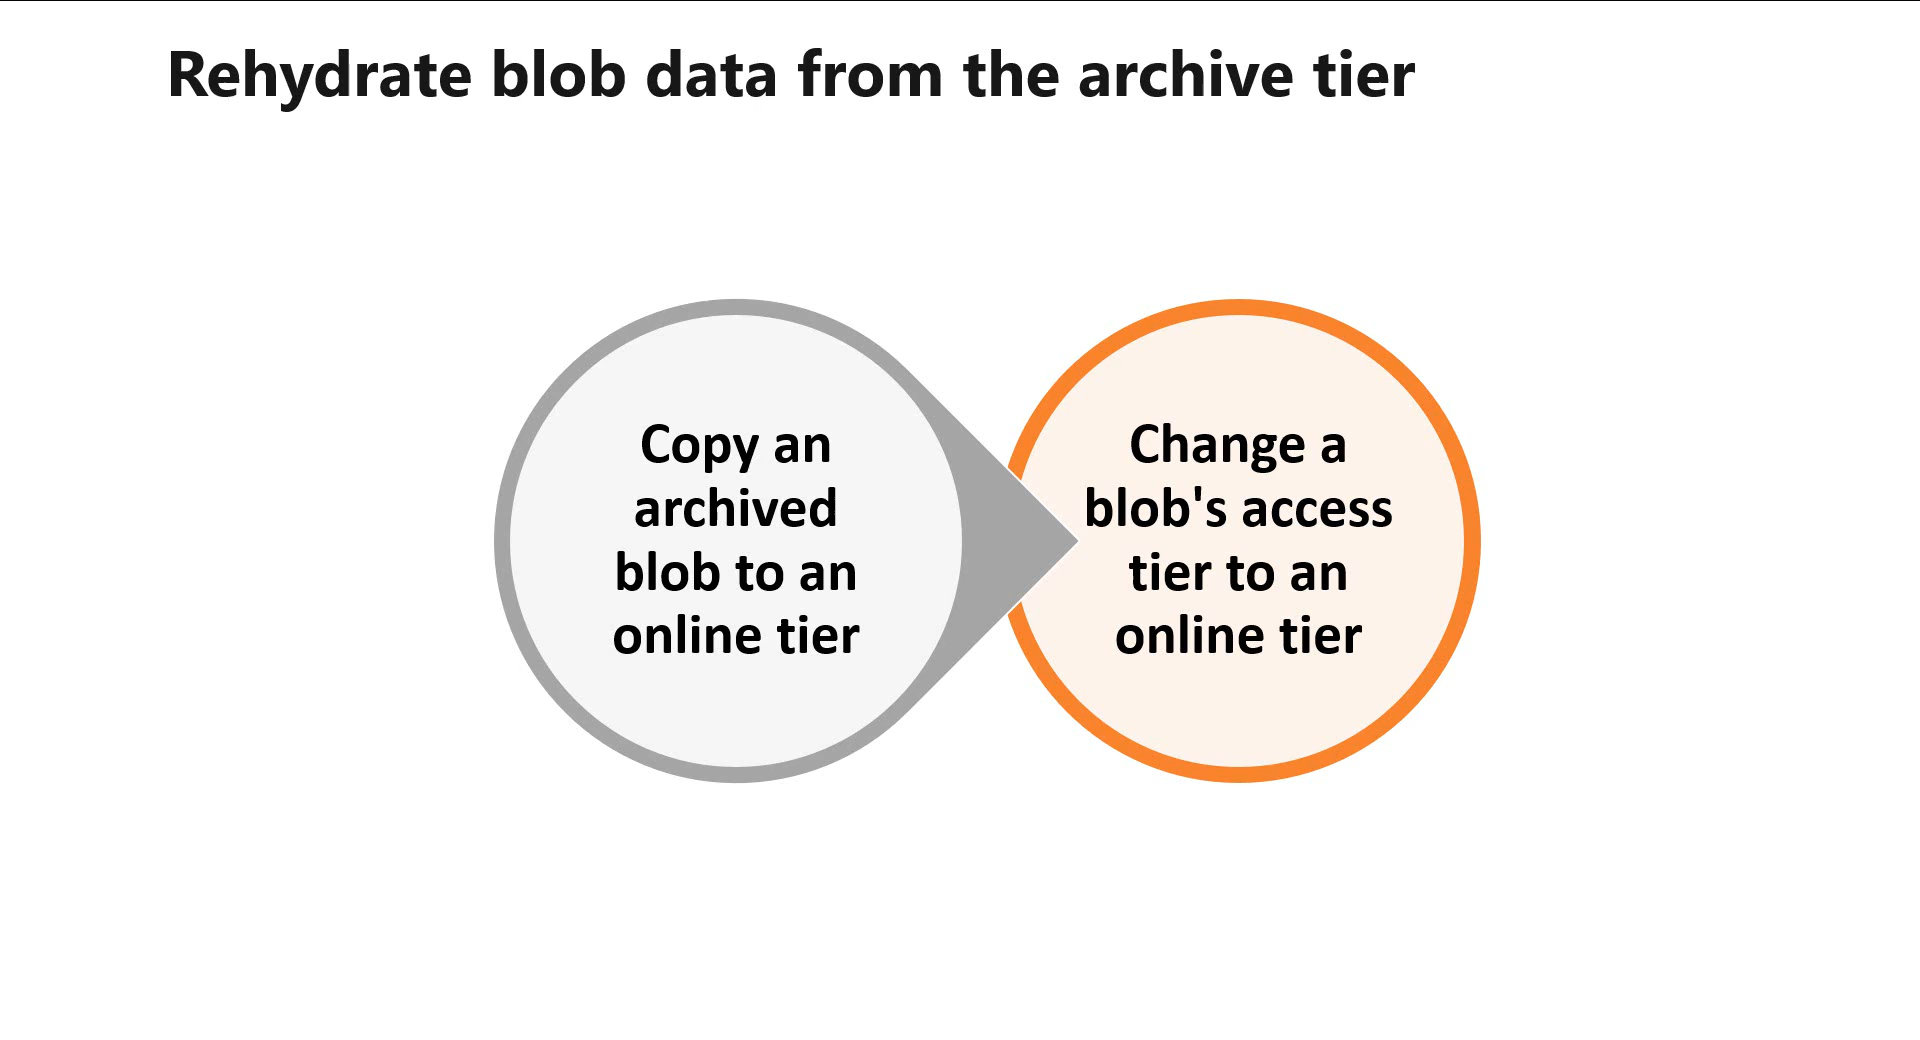 Rehydrate blob data from the archive tier
Copy an
archived
blob to an
online tier
Change a
blob's access
tier to an
online tier